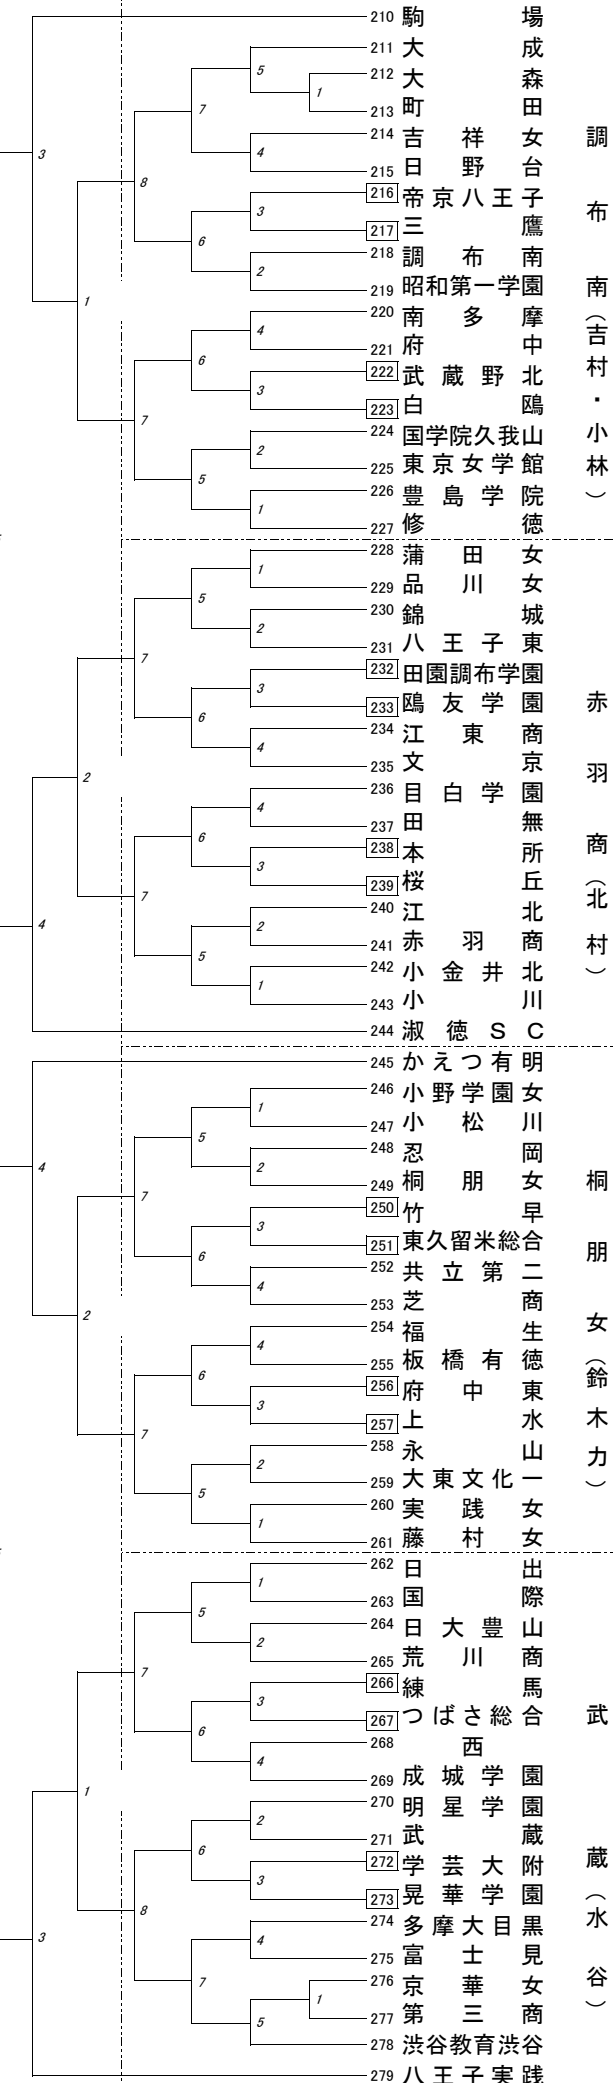 210 駒場
211 大成
212 大森
213 町田
214 吉祥女
215 日野台
216 帝京八王子
217 三鷹
218 調布南
219 昭和第一学園
220 南多摩
221 府中
222 武蔵野北
223 白鴎
224 国学院久我山
225 東京女学館
226 豊島学院
227 修徳
調布南（吉村・小林）
3
5
1
7
4
8
3
6
2
1
4
6
3
7
2
5
1
228 蒲田女
229 品川女
230 錦城
231 八王子東
232 田園調布学園
233 鴎友学園
234 江東商
235 文京
236 目白学園
237 田無
238 本所
239 桜丘
240 江北
241 赤羽商
242 小金井北
243 小川
244 淑徳ＳＣ
赤羽商（北村）
1
5
2
7
3
6
4
2
4
6
3
7
2
5
1
4
245 かえつ有明
246 小野学園女
247 小松川
248 忍岡
249 桐朋女
250 竹早
251 東久留米総合
252 共立第二
253 芝商
254 福生
255 板橋有徳
256 府中東
257 上水
258 永山
259 大東文化一
260 実践女
261 藤村女
桐朋女（鈴木力）
4
1
5
2
7
3
6
4
2
4
6
3
7
2
5
1
262 日出
263 国際
264 日大豊山
265 荒川商
266 練馬
267 つばさ総合
268 西
269 成城学園
270 明星学園
271 武蔵
272 学芸大附
273 晃華学園
274 多摩大目黒
275 富士見
276 京華女
277 第三商
278 渋谷教育渋谷
279 八王子実践
武蔵（水谷）
1
5
2
7
3
6
4
1
2
6
3
8
4
7
1
5
3